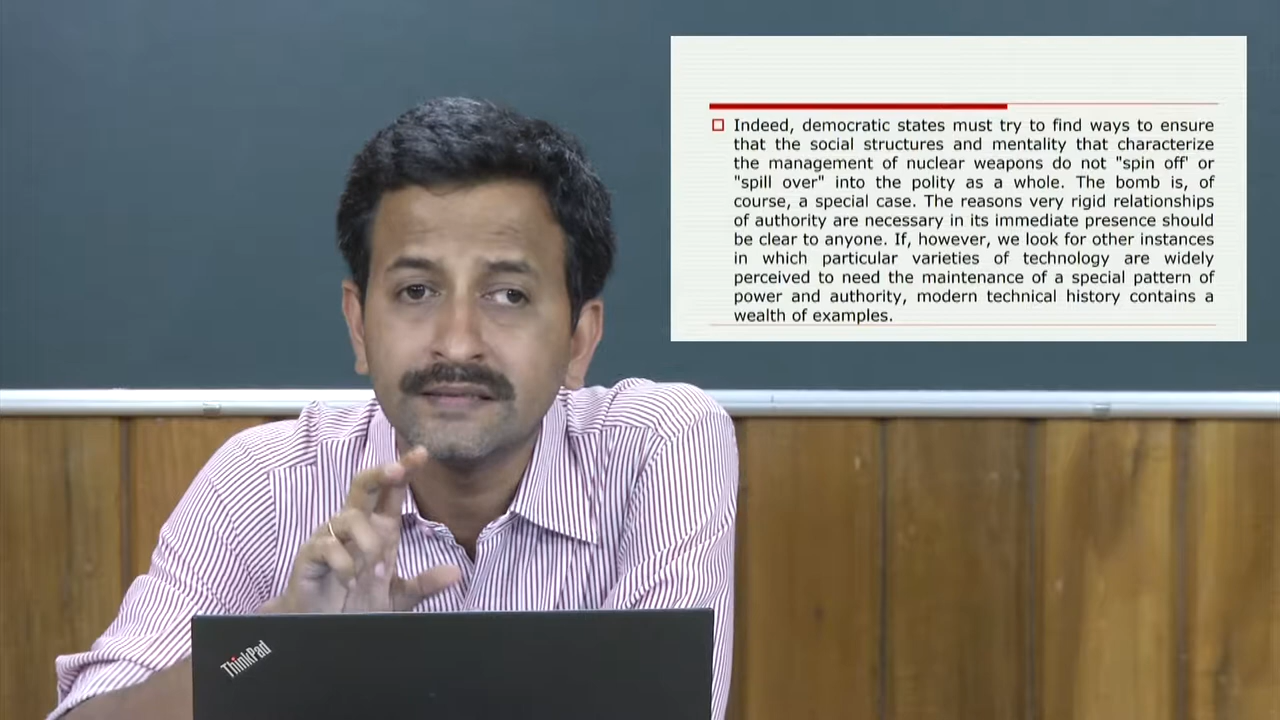 Indeed, democratic states must try to find ways to ensure
that the social structures and mentality that characterize
the management of nuclear weapons do not "spin off' or
"spill over" into the polity as a whole. The bomb is, of
course, a special case. The reasons very rigid relationships
of authority are necessary in its immediate presence should
be clear to anyone. If, however, we look for other instances
in which particular varieties of technology are widely
perceived to need the maintenance of a special pattern of
power and authority, modern technical history contains a
wealth of examples.
ThinkPad